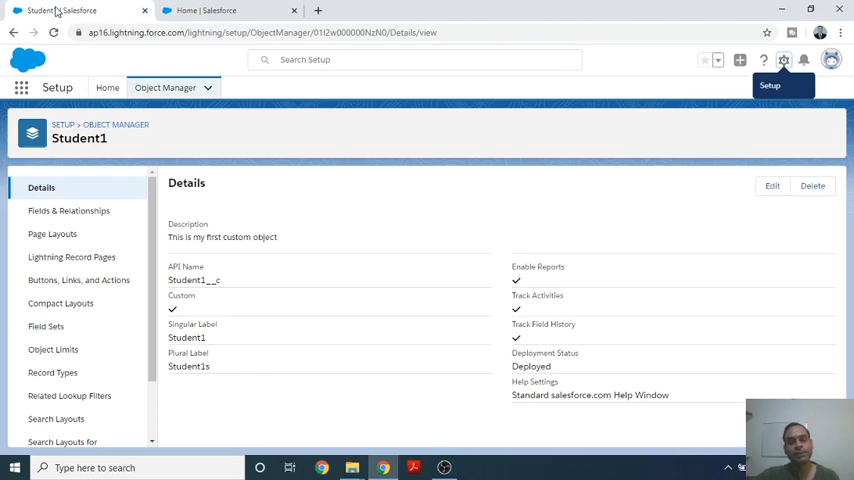 Student1 | Salesforce
Home | Salesforce
ap16.lightning.force.com/lightning/setup/ObjectManager/01I2w000000NzN0/Details/view
Search Setup
Setup
Home
Object Manager
Setup
SETUP > OBJECT MANAGER
Student1
Details
Fields & Relationships
Page Layouts
Lightning Record Pages
Buttons, Links, and Actions
Compact Layouts
Field Sets
Object Limits
Record Types
Related Lookup Filters
Search Layouts
Search Layouts for
Details
Edit
Delete
Description
This is my first custom object
API Name
Student1__c
Custom
Singular Label
Student1
Plural Label
Student1s
Enable Reports
Track Activities
Track Field History
Deployment Status
Deployed
Help Settings
Standard salesforce.com Help Window
Type here to search